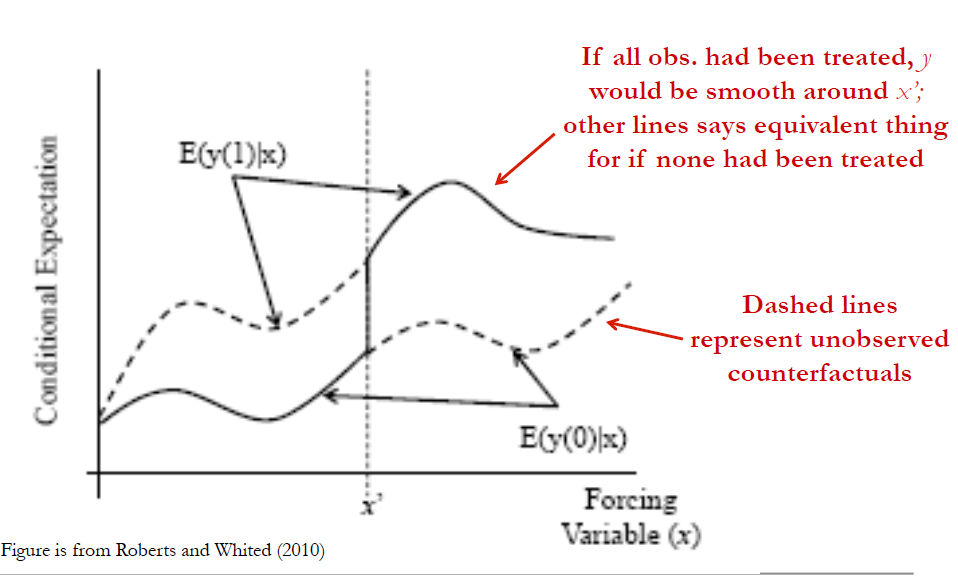 If all obs. had been treated, y
would be smooth around x’;
other lines says equivalent thing
for if none had been treated
E(y(1)|x)
Conditional Expectation
Dashed lines
represent unobserved
counterfactuals
E(y(0)|x)
x’
Forcing
Variable (x)
Figure is from Roberts and Whited (2010)